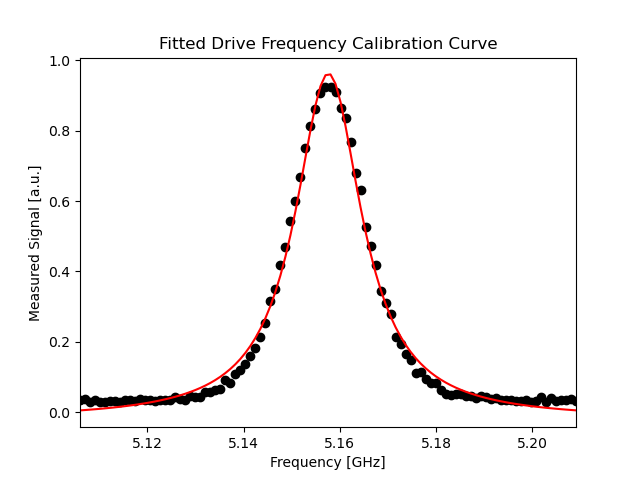 Fitted Drive Frequency Calibration Curve
Measured Signal [a.u.]
1.0
0.8
0.6
0.4
0.2
0.0
5.12 5.14 5.16 5.18 5.20
Frequency [GHz]